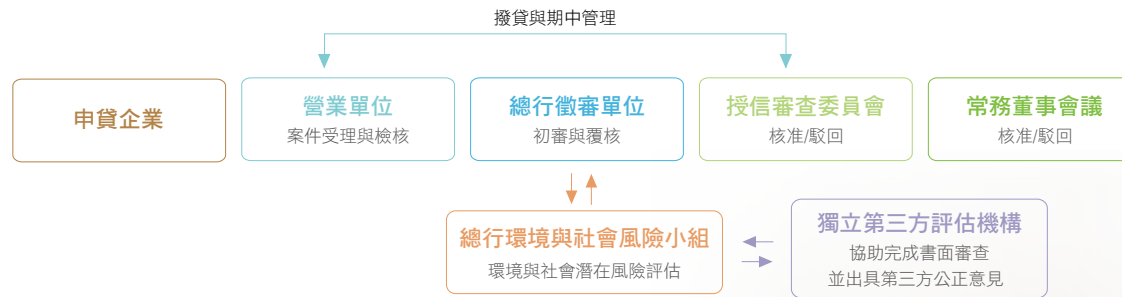 撥貸與期中管理
申貸企業
營業單位
案件受理與檢核
總行徵審單位
初審與覆核
授信審查委員會
核准/駁回
常務董事會議
核准/駁回
總行環境與社會風險小組
環境與社會潛在風險評估
獨立第三方評估機構
協助完成書面審查
並出具第三方公正意見